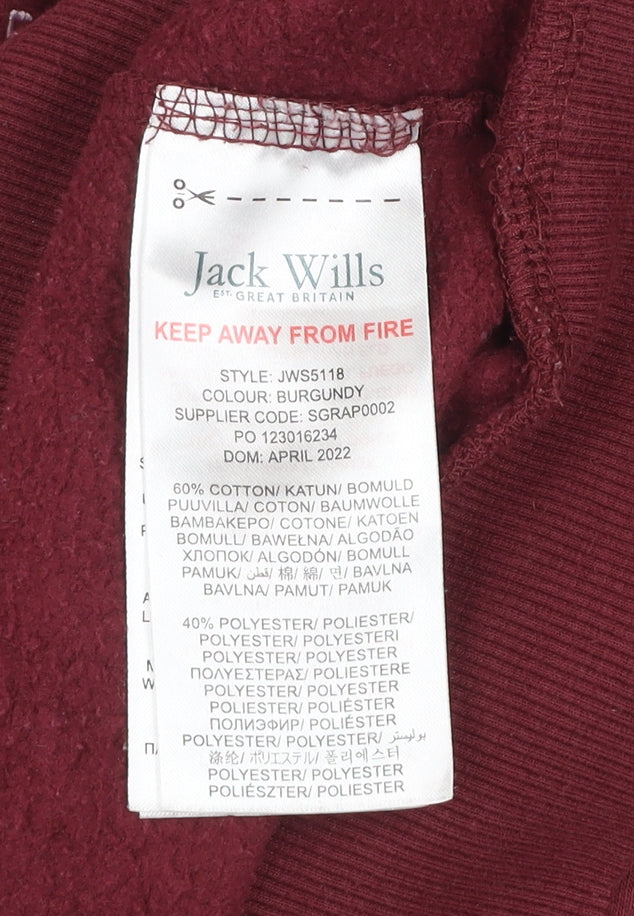 Jack Wills
EST. GREAT BRITAIN
KEEP AWAY FROM FIRE
STYLE: JWS5118
COLOUR: BURGUNDY
SUPPLIER CODE: SGRAP0002
PO 123016234
DOM: APRIL 2022
60% COTTON/ KATUN/ BOMULD
PUUVILLA/ COTON/ BAUMWOLLE
ΒΑΜΒΑΚΕΡΟ/ COTONE/ KATOEN
BOMULL/ BAWEŁNA/ ALGODÃO
ХЛОПОК/ ALGODÓN/ BOMULL
PAMUK/ قطن/ 棉/ 綿/ 면/ BAVLNA
BAVLNA/ PAMUT/ PAMUK
40% POLYESTER/ POLIESTER/
POLYESTER/ POLYESTERI
POLYESTER/ POLYESTER
ΠΟΛΥΕΣΤΕΡΑΣ/ POLIESTERE
POLYESTER/ POLYESTER
POLIESTER/ POLIÉSTER
ПОЛИЭФИР/ POLIÉSTER
POLYESTER/ POLYESTER/ بوليستر
涤纶/ ポリエステル/ 폴리에스터
POLYESTER/ POLYESTER
POLIÉSZTER/ POLIESTER